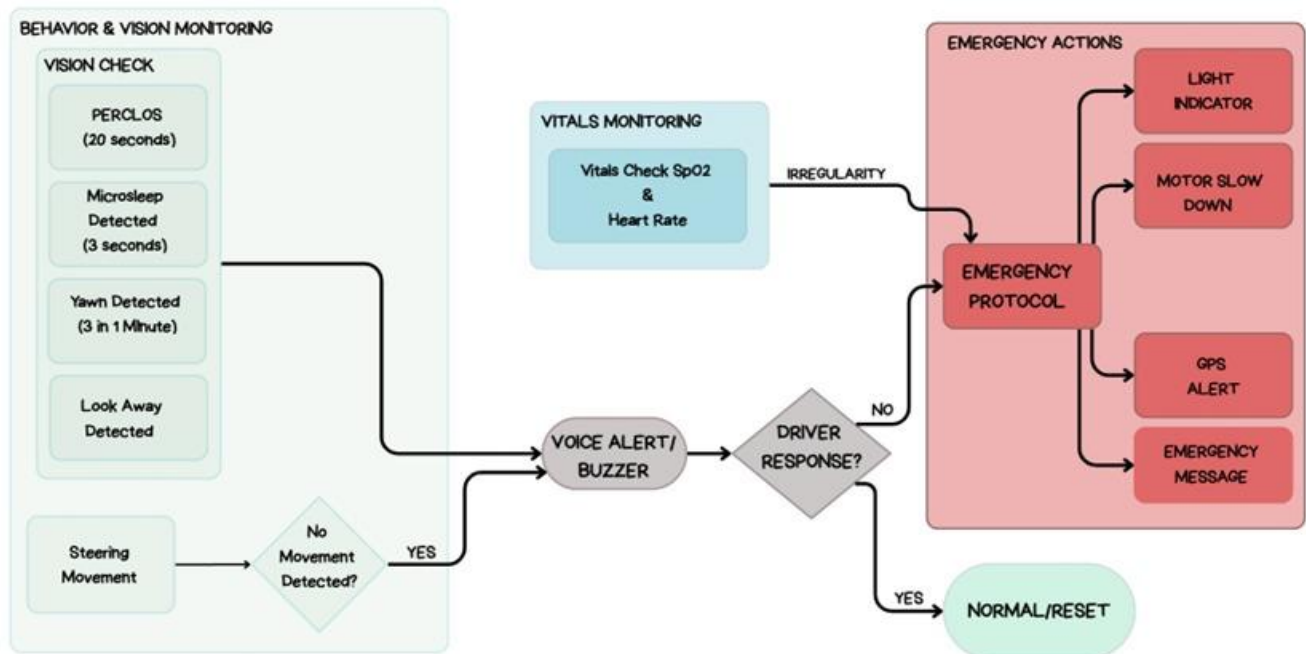 BEHAVIOR & VISION MONITORING
VISION CHECK
PERCLOS
(20 seconds)
Microsleep
Detected
(3 seconds)
Yawn Detected
(3 in 1 Minute)
Look Away
Detected
Steering
Movement
No
Movement
Detected?
YES
VITALS MONITORING
Vitals Check SpO2
&
Heart Rate
IRREGULARITY
VOICE ALERT/
BUZZER
DRIVER
RESPONSE?
NO
YES
NORMAL/RESET
EMERGENCY ACTIONS
EMERGENCY
PROTOCOL
LIGHT
INDICATOR
MOTOR SLOW
DOWN
GPS
ALERT
EMERGENCY
MESSAGE